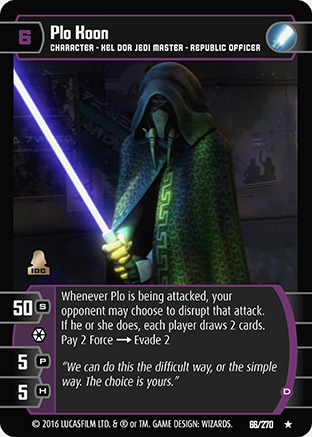 6 Plo Koon
CHARACTER - KEL DOR JEDI MASTER - REPUBLIC OFFICER
IDC
50 S
5 P
5 H
Whenever Plo is being attacked, your
opponent may choose to disrupt that attack.
If he or she does, each player draws 2 cards.
Pay 2 Force → Evade 2
“We can do this the difficult way, or the simple
way. The choice is yours.”
D
© 2016 LUCASFILM LTD. & ® or TM. GAME DESIGN: WIZARDS. 66/270 ★